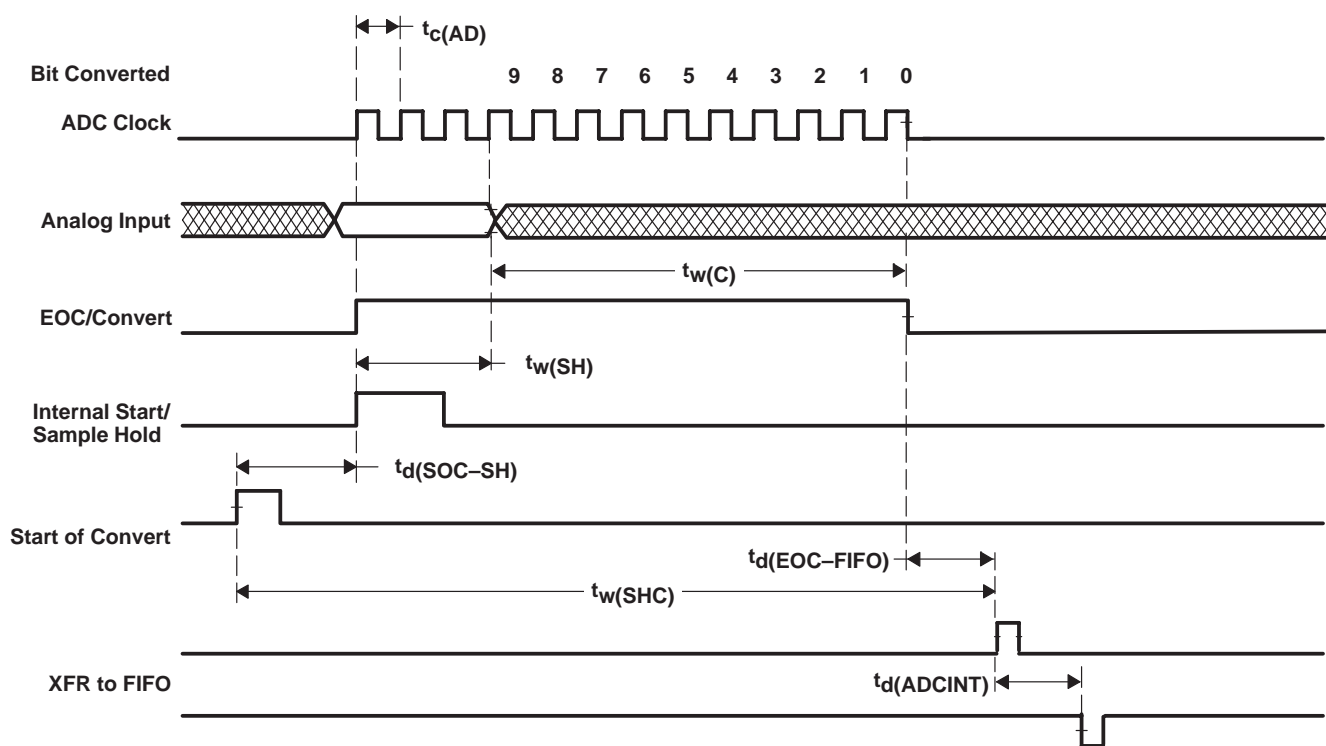 tc(AD)
Bit Converted
9 8 7 6 5 4 3 2 1 0
ADC Clock
Analog Input
tw(C)
EOC/Convert
tw(SH)
Internal Start/
Sample Hold
td(SOC–SH)
Start of Convert
td(EOC–FIFO)
tw(SHC)
XFR to FIFO
td(ADCINT)